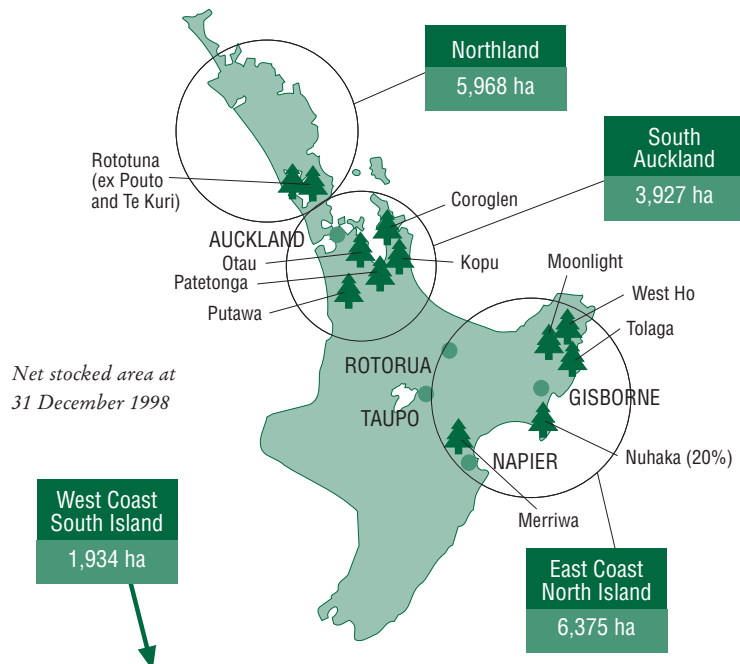 Northland
5,968 ha
South
Auckland
3,927 ha
Rototuna
(ex Pouto
and Te Kuri)
Coroglen
AUCKLAND
Otau
Kopu
Patetonga
Putawa
Moonlight
West Ho
Tolaga
ROTORUA
Net stocked area at
31 December 1998
TAUPO
GISBORNE
NAPIER
Nuhaka (20%)
Merriwa
West Coast
South Island
1,934 ha
East Coast
North Island
6,375 ha